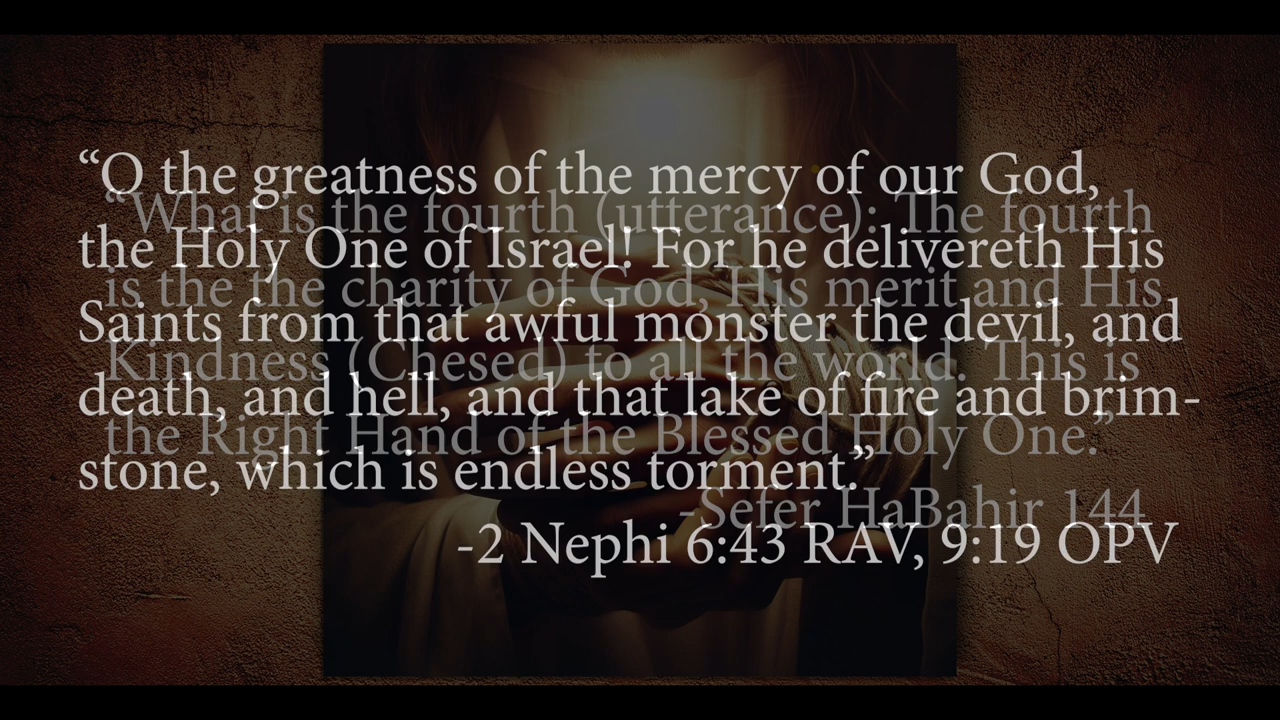 “O the greatness of the mercy of our God,
the Holy One of Israel! For he delivereth His
Saints from that awful monster the devil, and
death, and hell, and that lake of fire and brim-
stone, which is endless torment.”
-2 Nephi 6:43 RAV, 9:19 OPV
“What is the fourth (utterance): The fourth
is the the charity of God, His merit and His
Kindness (Chesed) to all the world. This is
the Right Hand of the Blessed Holy One.”
-Sefer HaBahir 144